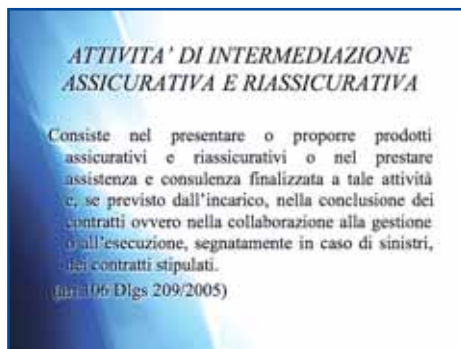 ATTIVITA' DI INTERMEDIAZIONE
ASSICURATIVA E RIASSICURATIVA
Consiste nel presentare o proporre prodotti
assicurativi e riassicurativi o nel prestare
assistenza e consulenza finalizzata a tale attività
e, se previsto dall'incarico, nella conclusione dei
contratti ovvero nella collaborazione alla gestione
o all'esecuzione, segnatamente in caso di sinistri,
dei contratti stipulati.
(art 106 Dlgs 209/2005)